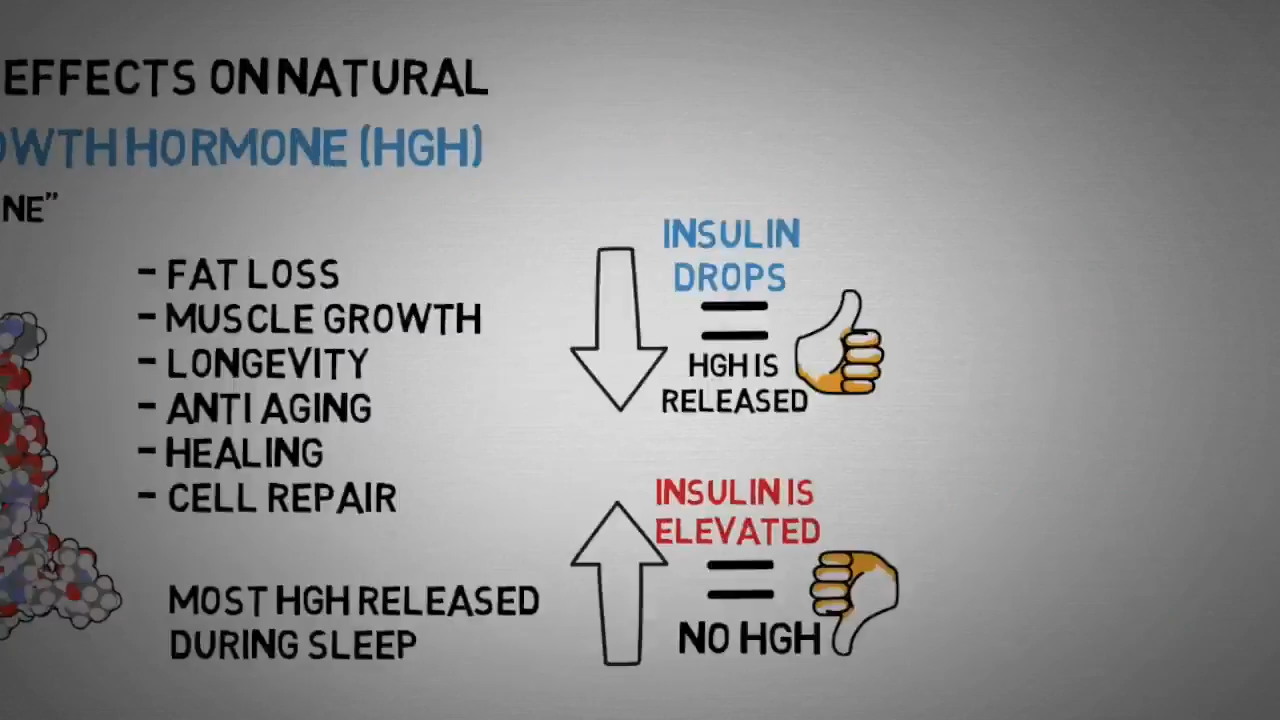 EFFECTS ON NATURAL
OWTH HORMONE (HGH)
NE”
- FAT LOSS
- MUSCLE GROWTH
- LONGEVITY
- ANTI AGING
- HEALING
- CELL REPAIR
MOST HGH RELEASED
DURING SLEEP
INSULIN
DROPS
=
HGH IS
RELEASED
INSULIN IS
ELEVATED
=
NO HGH